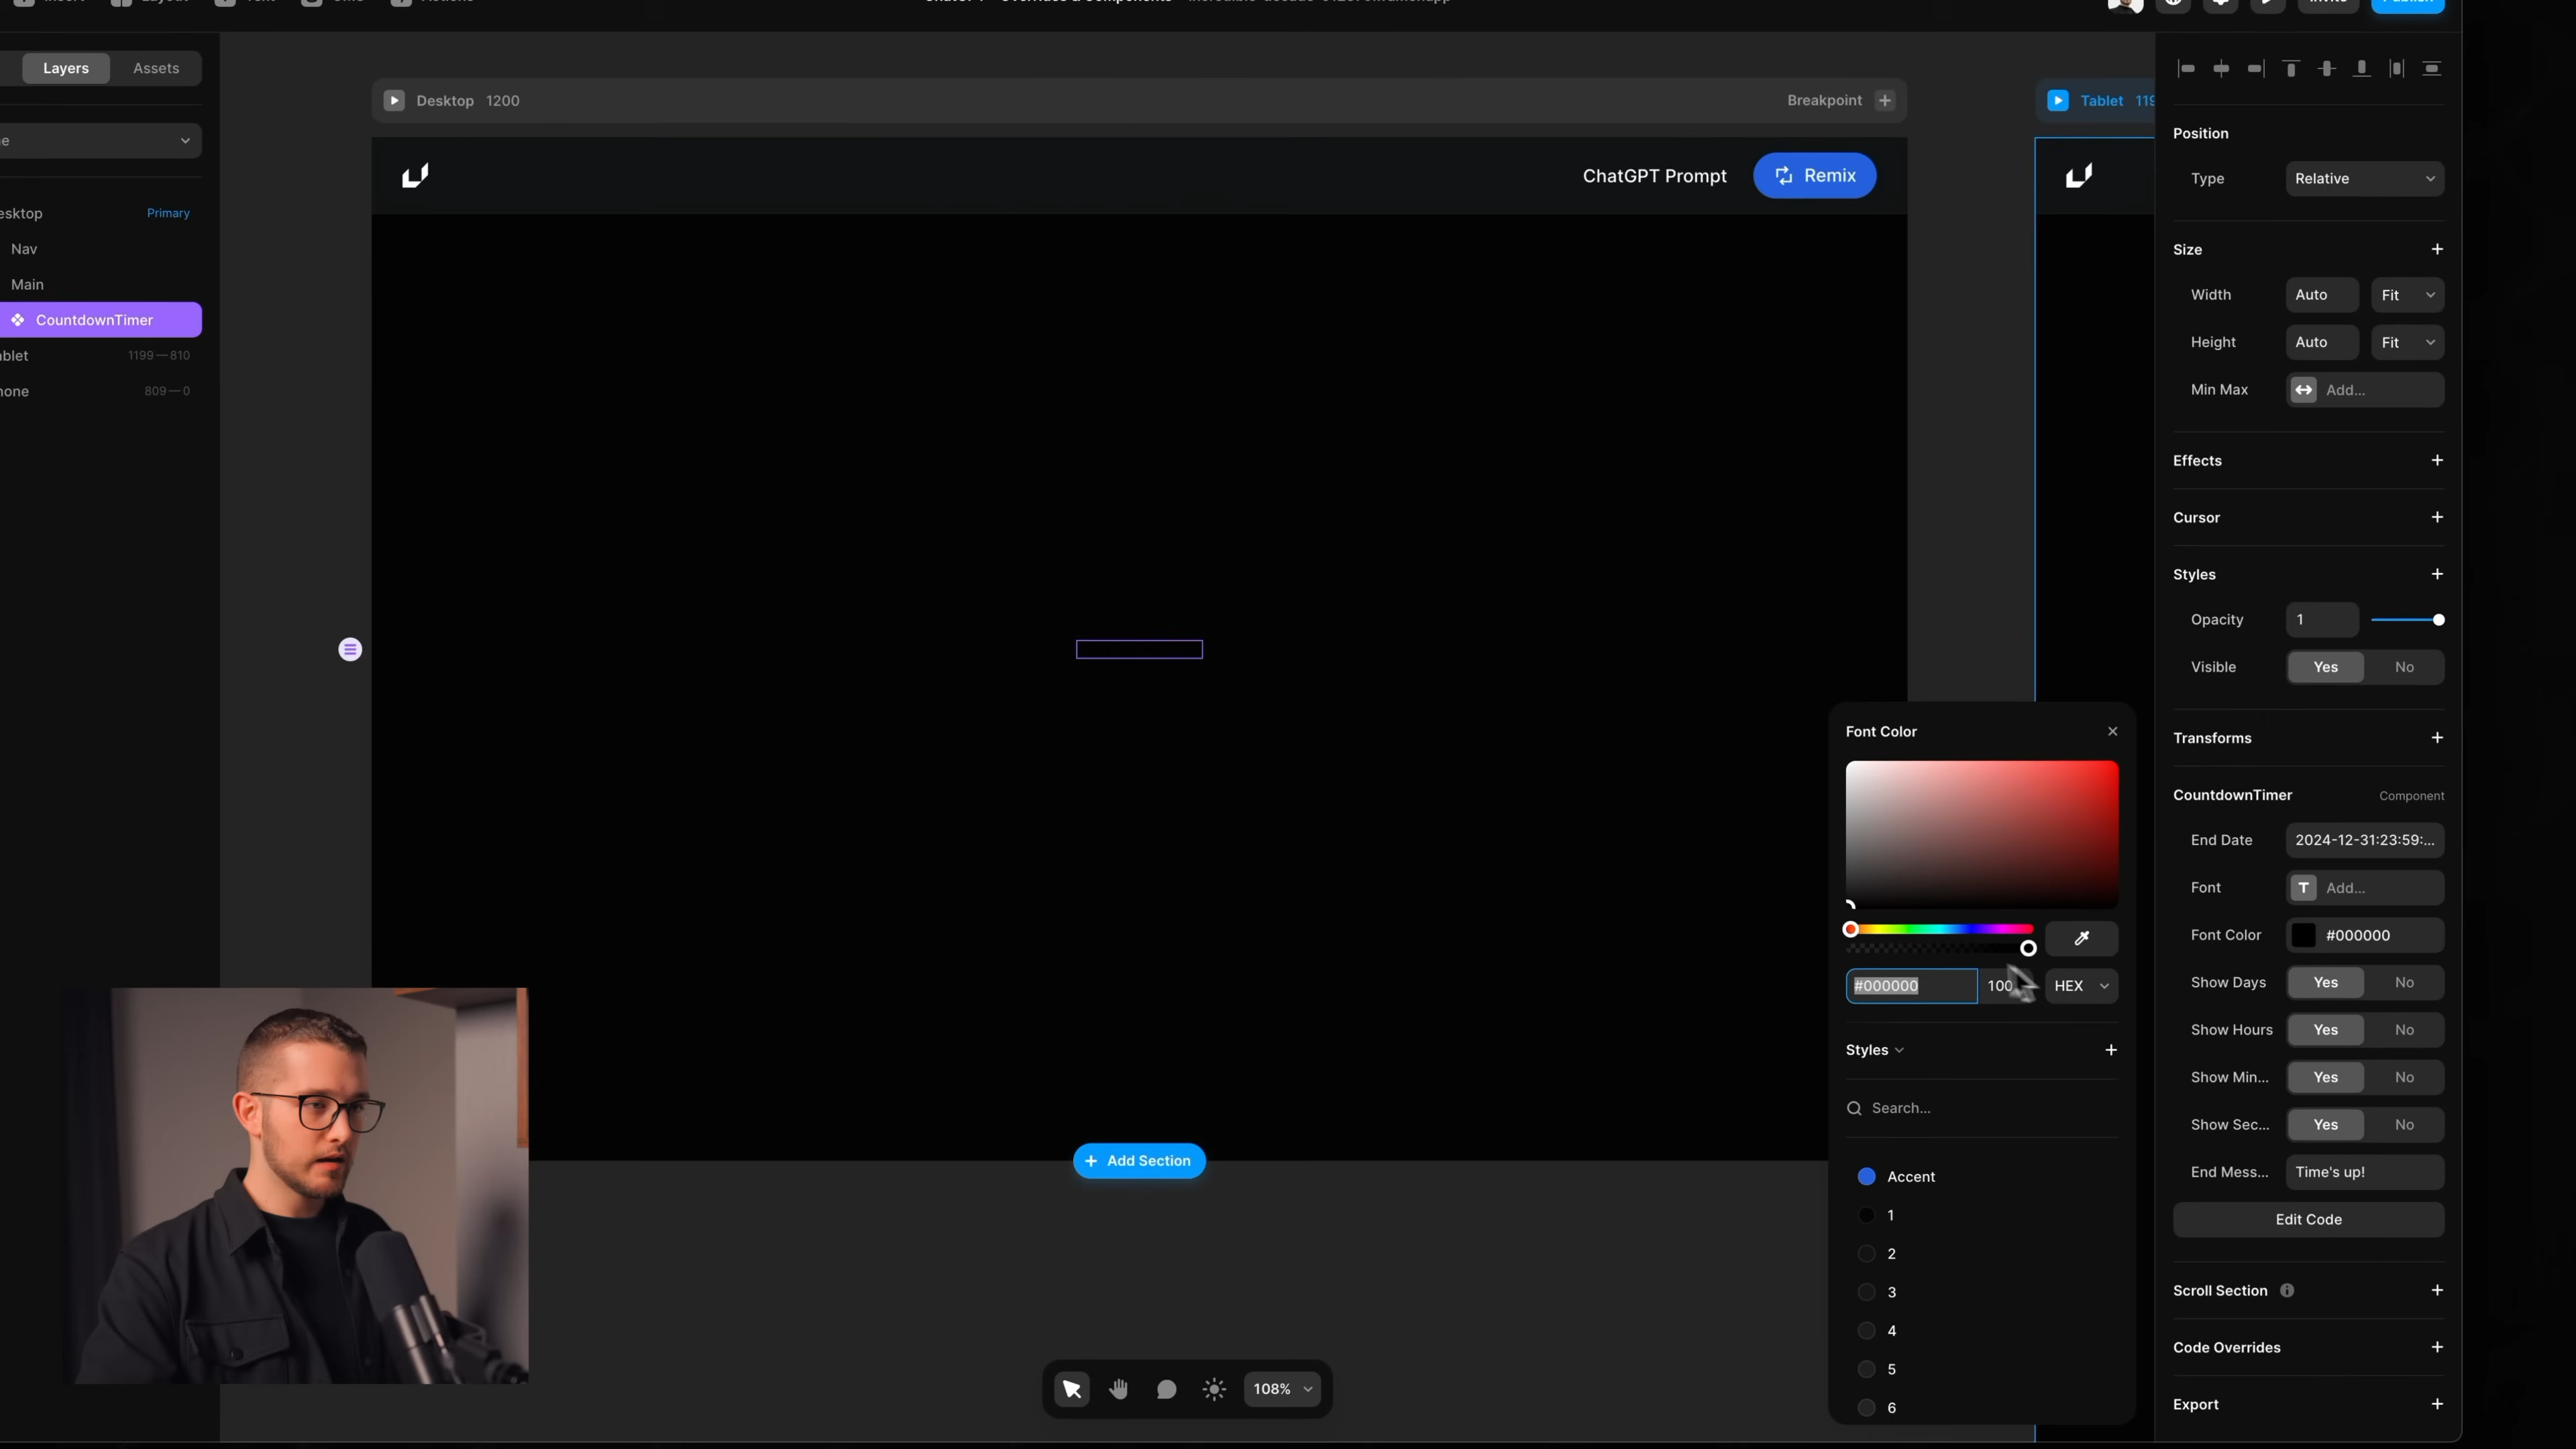 Layers
Assets
Primary
Nav
Main
CountdownTimer
1199—810
809—0
Desktop 1200
Breakpoint
ChatGPT Prompt
Remix
Tablet
Add Section
108%
Font Color
#000000
100
HEX
Styles
Search...
Accent
1
2
3
4
5
6
Position
Type
Relative
Size
Width
Auto
Fit
Height
Auto
Fit
Min Max
Add...
Effects
Cursor
Styles
Opacity
1
Visible
Yes
No
Transforms
CountdownTimer
Component
End Date
2024-12-31:23:59:...
Font
Add...
Font Color
#000000
Show Days
Yes
No
Show Hours
Yes
No
Show Min...
Yes
No
Show Sec...
Yes
No
End Mess...
Time's up!
Edit Code
Scroll Section
Code Overrides
Export